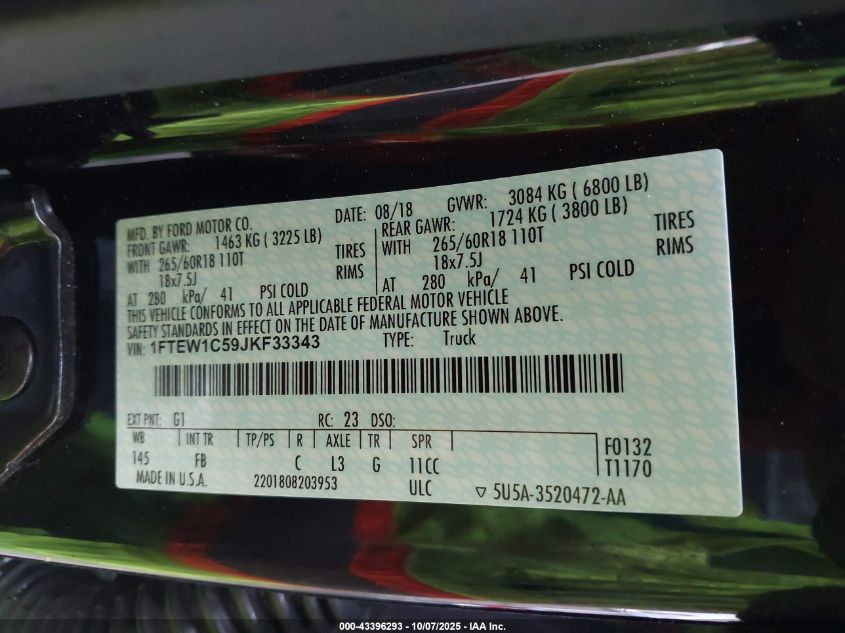 MFD. BY FORD MOTOR CO. DATE: 08/18 GVWR: 3084 KG ( 6800 LB)
FRONT GAWR: 1463 KG ( 3225 LB) REAR GAWR: 1724 KG ( 3800 LB)
WITH 265/60R18 110T TIRES WITH 265/60R18 110T TIRES
18x7.5J RIMS 18x7.5J RIMS
AT 280 kPa/ 41 PSI COLD AT 280 kPa/ 41 PSI COLD
THIS VEHICLE CONFORMS TO ALL APPLICABLE FEDERAL MOTOR VEHICLE
SAFETY STANDARDS IN EFFECT ON THE DATE OF MANUFACTURE SHOWN ABOVE.
VIN: 1FTEW1C59JKF33343 TYPE: Truck
EXT PNT: G1 RC: 23 DSO:
WB INT TR TP/PS R AXLE TR SPR F0132
145 FB C L3 G 11CC T1170
MADE IN U.S.A. 2201808203953 ULC 5U5A-3520472-AA
000-43396293 - 10/07/2025 - IAA Inc.